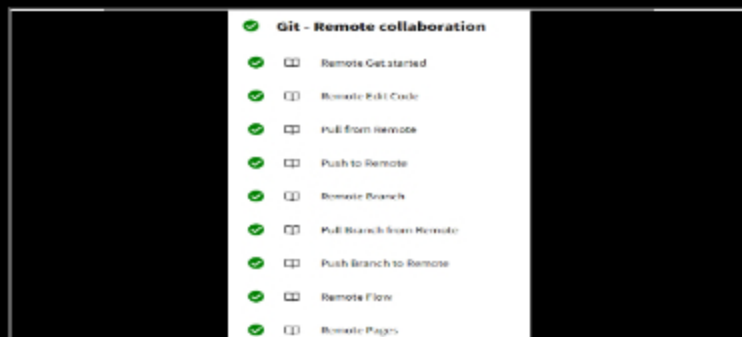 Git - Remote collaboration
Remote Get started
Remote Edit Code
Pull from Remote
Push to Remote
Remote Branch
Pull Branch from Remote
Push Branch to Remote
Remote Flow
Remote Pages